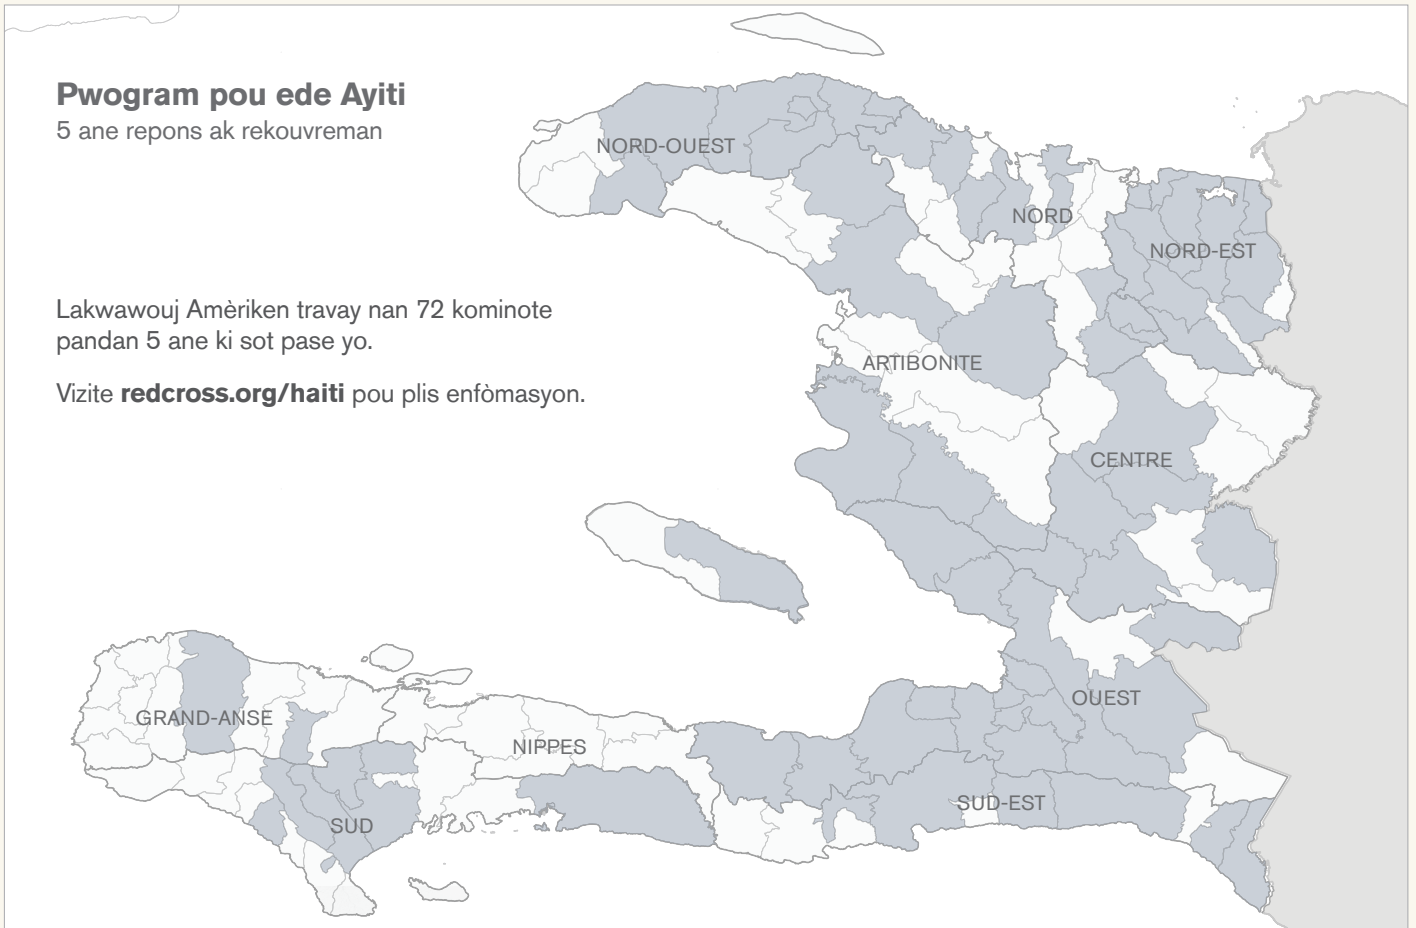 Pwogram pou ede Ayiti
5 ane repons ak rekouvreman
Lakwawouj Amèriken travay nan 72 kominote
pandan 5 ane ki sot pase yo.
Vizite redcross.org/haiti pou plis enfòmasyon.
NORD-OUEST
NORD
NORD-EST
ARTIBONITE
CENTRE
OUEST
GRAND-ANSE
NIPPES
SUD-EST
SUD